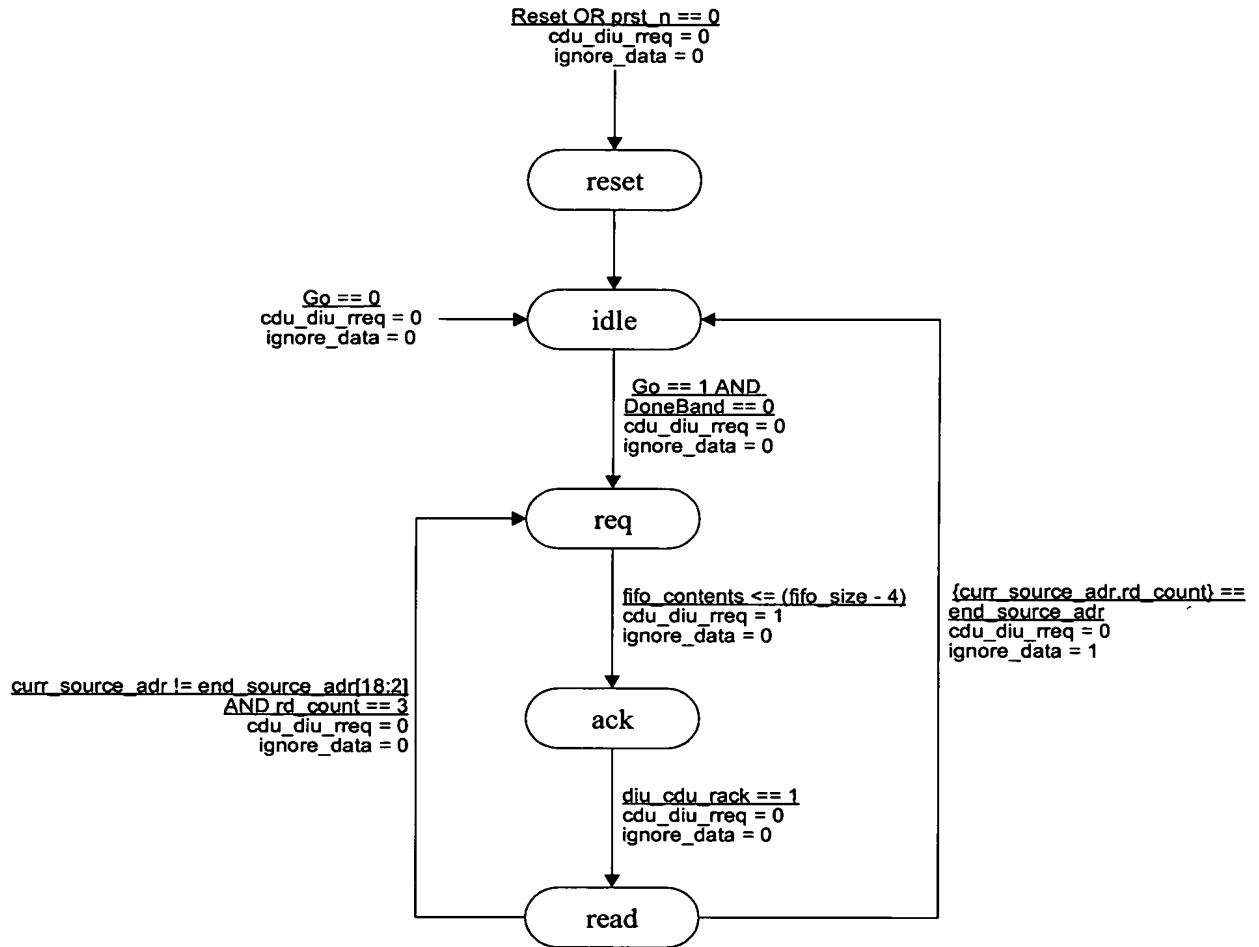 Reset OR prst_n == 0
cdu_diu_rreq = 0
ignore_data = 0
reset
Go == 0
cdu_diu_rreq = 0
ignore_data = 0
idle
Go == 1 AND
DoneBand == 0
cdu_diu_rreq = 0
ignore_data = 0
req
fifo_contents <= (fifo_size - 4)
cdu_diu_rreq = 1
ignore_data = 0
{curr_source_adr.rd_count} ==
end_source_adr
cdu_diu_rreq = 0
ignore_data = 1
curr_source_adr != end_source_adr[18:2]
AND rd_count == 3
cdu_diu_rreq = 0
ignore_data = 0
ack
diu_cdu_rack == 1
cdu_diu_rreq = 0
ignore_data = 0
read